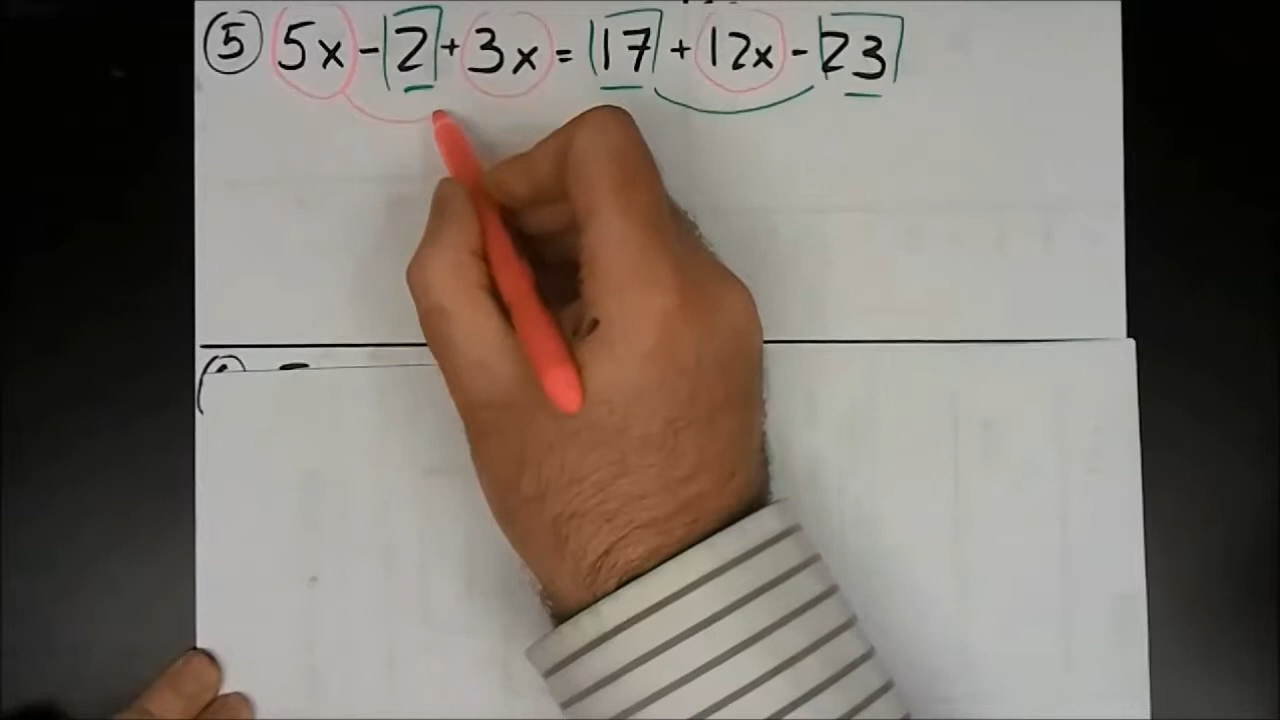 ⑤ 5x - 2 + 3x = 17 + 12x - 23